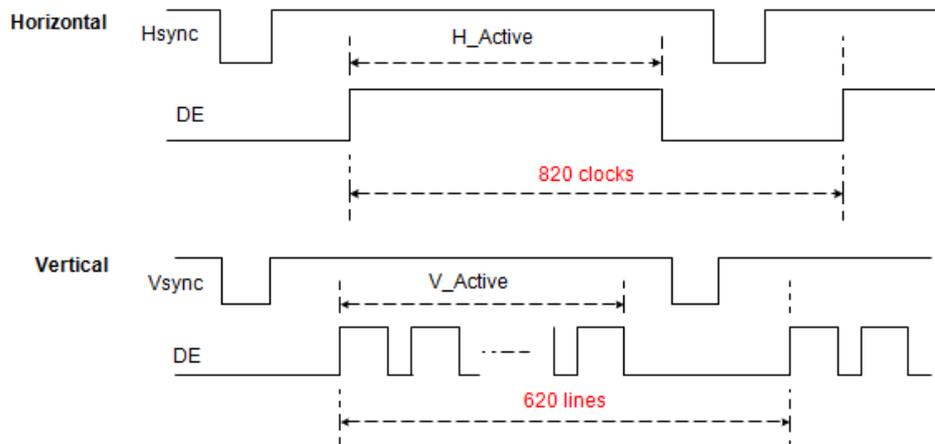 Horizontal
Hsync
H_Active
DE
820 clocks
Vertical
Vsync
V_Active
DE
620 lines